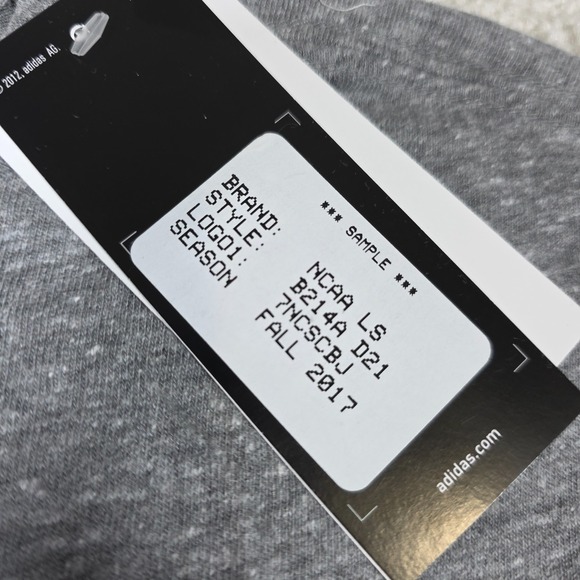 © 2012, adidas AG.
*** SAMPLE ***
BRAND: NCAA LS
STYLE: B214A D21
LOGO1: 7NCSCBJ
SEASON FALL 2017
adidas.com